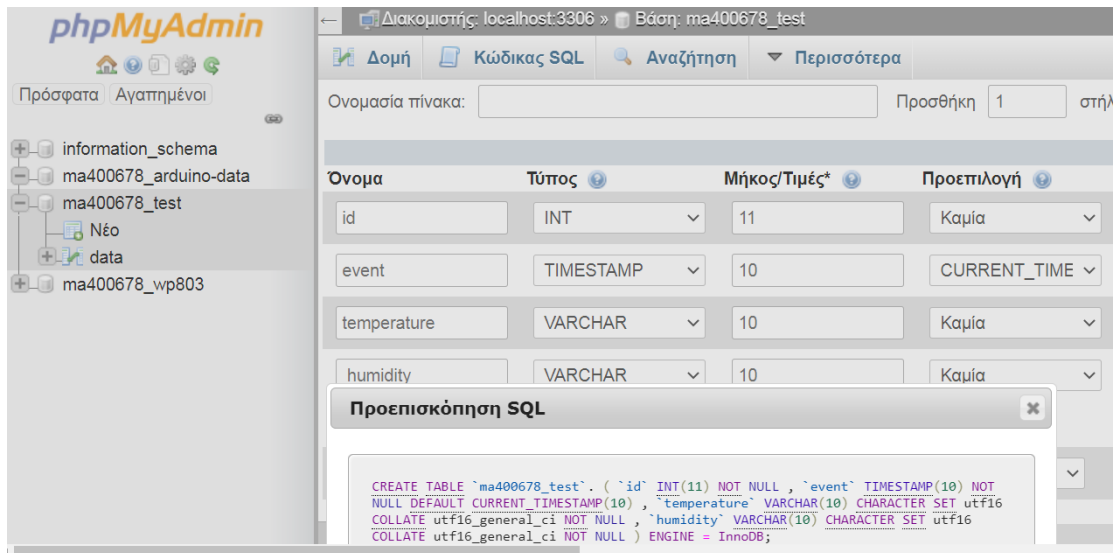 phpMyAdmin
Πρόσφατα Αγαπημένοι
information_schema
ma400678_arduino-data
ma400678_test
Νέο
data
ma400678_wp803
← Διακομιστής: localhost:3306 » Βάση: ma400678_test
Δομή Κώδικας SQL Αναζήτηση Περισσότερα
Ονομασία πίνακα: Προσθήκη 1
Όνομα Τύπος Μήκος/Τιμές* Προεπιλογή
id INT 11 Καμία
event TIMESTAMP 10 CURRENT_TIME
temperature VARCHAR 10 Καμία
humidity VARCHAR 10 Καμία
Προεπισκόπηση SQL
CREATE TABLE `ma400678_test`. ( `id` INT(11) NOT NULL , `event` TIMESTAMP(10) NOT
NULL DEFAULT CURRENT_TIMESTAMP(10) , `temperature` VARCHAR(10) CHARACTER SET utf16
COLLATE utf16_general_ci NOT NULL , `humidity` VARCHAR(10) CHARACTER SET utf16
COLLATE utf16_general_ci NOT NULL ) ENGINE = InnoDB;